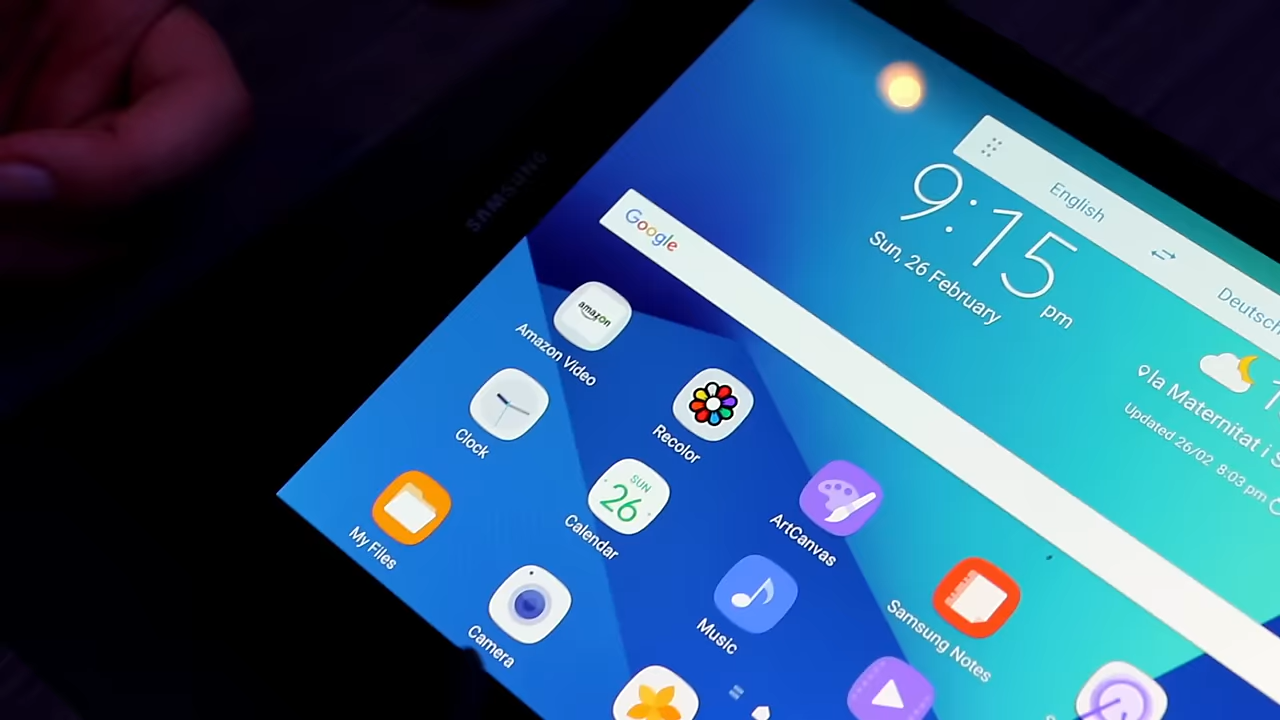 SAMSUNG
English
Deutsch
9:15
pm
Sun, 26 February
Google
la Maternitat i
Updated 26/02 8:03 pm
amazon
Amazon Video
Recolor
ArtCanvas
Samsung Notes
Clock
SUN
26
Calendar
Music
My Files
Camera